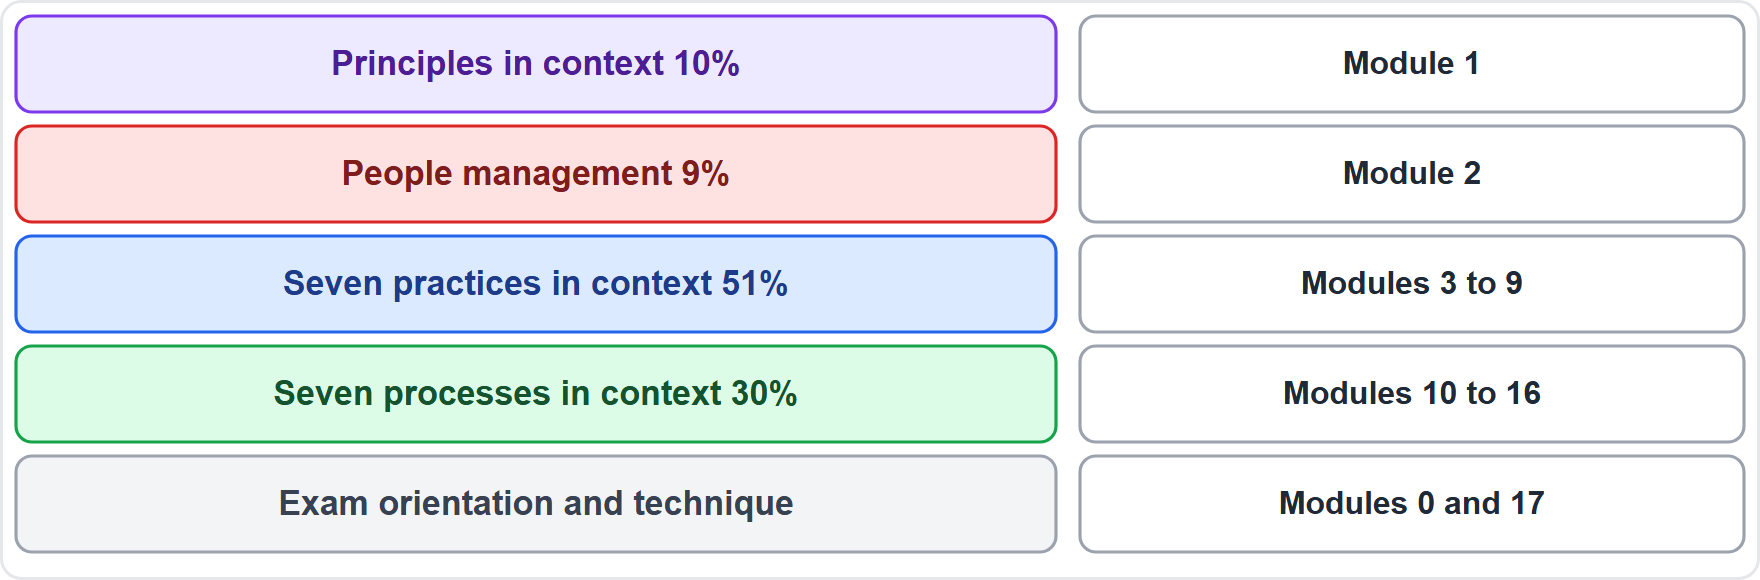 Principles in context 10%
Module 1
People management 9%
Module 2
Seven practices in context 51%
Modules 3 to 9
Seven processes in context 30%
Modules 10 to 16
Exam orientation and technique
Modules 0 and 17